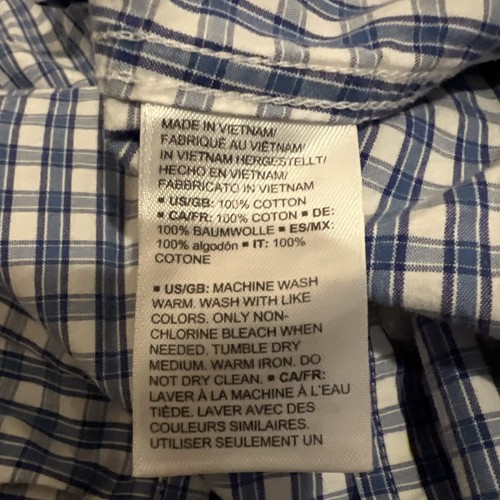 MADE IN VIETNAM/
FABRIQUÉ AU VIÊTNAM/
IN VIETNAM HERGESTELLT/
HECHO EN VIETNAM/
FABBRICATO IN VIETNAM
▪ US/GB: 100% COTTON
▪ CA/FR: 100% COTON ▪ DE:
100% BAUMWOLLE ▪ ES/MX:
100% algodón ▪ IT: 100%
COTONE
▪ US/GB: MACHINE WASH
WARM. WASH WITH LIKE
COLORS. ONLY NON-
CHLORINE BLEACH WHEN
NEEDED. TUMBLE DRY
MEDIUM. WARM IRON. DO
NOT DRY CLEAN. ▪ CA/FR:
LAVER À LA MACHINE À L'EAU
TIÈDE. LAVER AVEC DES
COULEURS SIMILAIRES.
UTILISER SEULEMENT UN